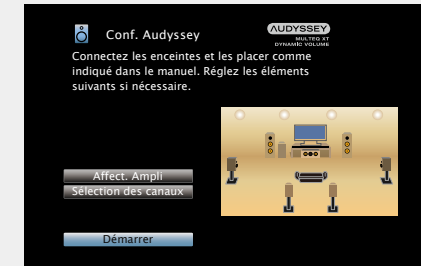 Conf. Audyssey
AUDYSSEY
MULTEQ XT
DYNAMIC VOLUME
Connectez les enceintes et les placer comme
indiqué dans le manuel. Réglez les éléments
suivants si nécessaire.
Affect. Ampli
Sélection des canaux
Démarrer